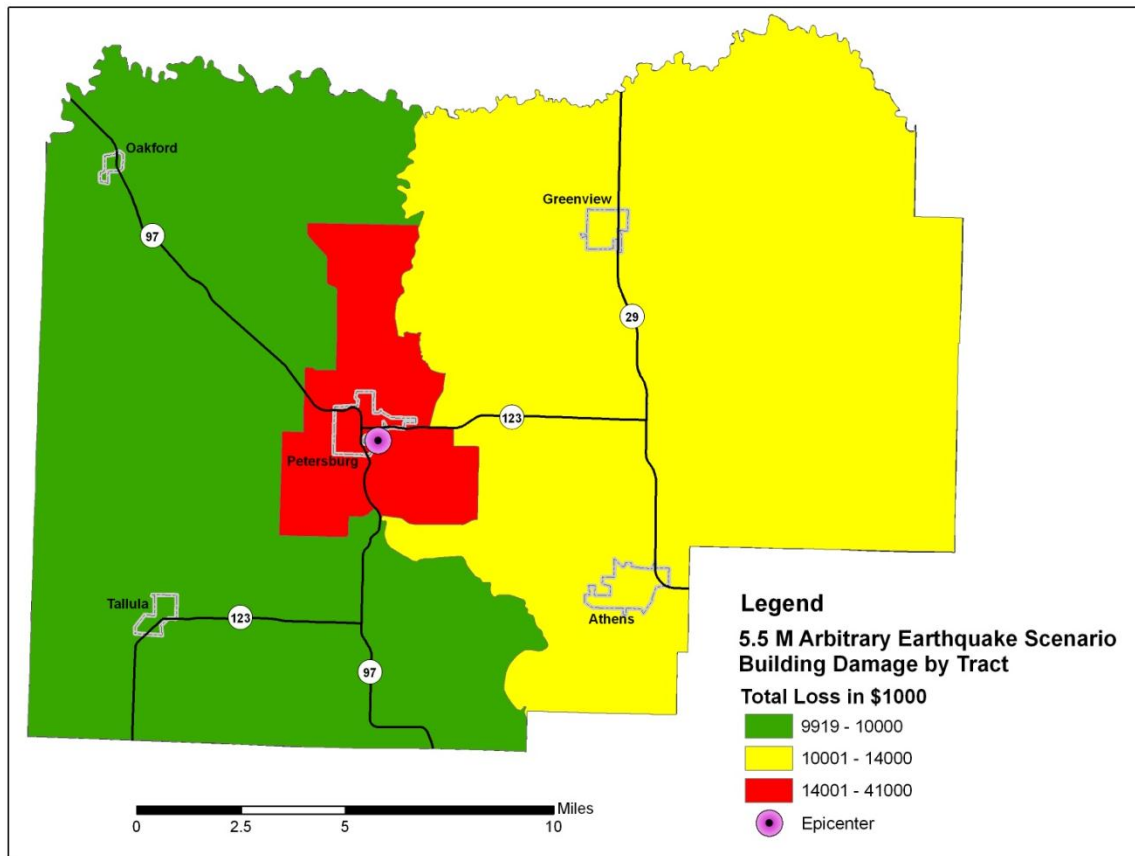 Oakford
97
Greenview
29
123
Petersburg
Tallula
123
97
Athens
Legend
5.5 M Arbitrary Earthquake Scenario
Building Damage by Tract
Total Loss in $1000
9919 - 10000
10001 - 14000
14001 - 41000
Epicenter
Miles
0 2.5 5 10